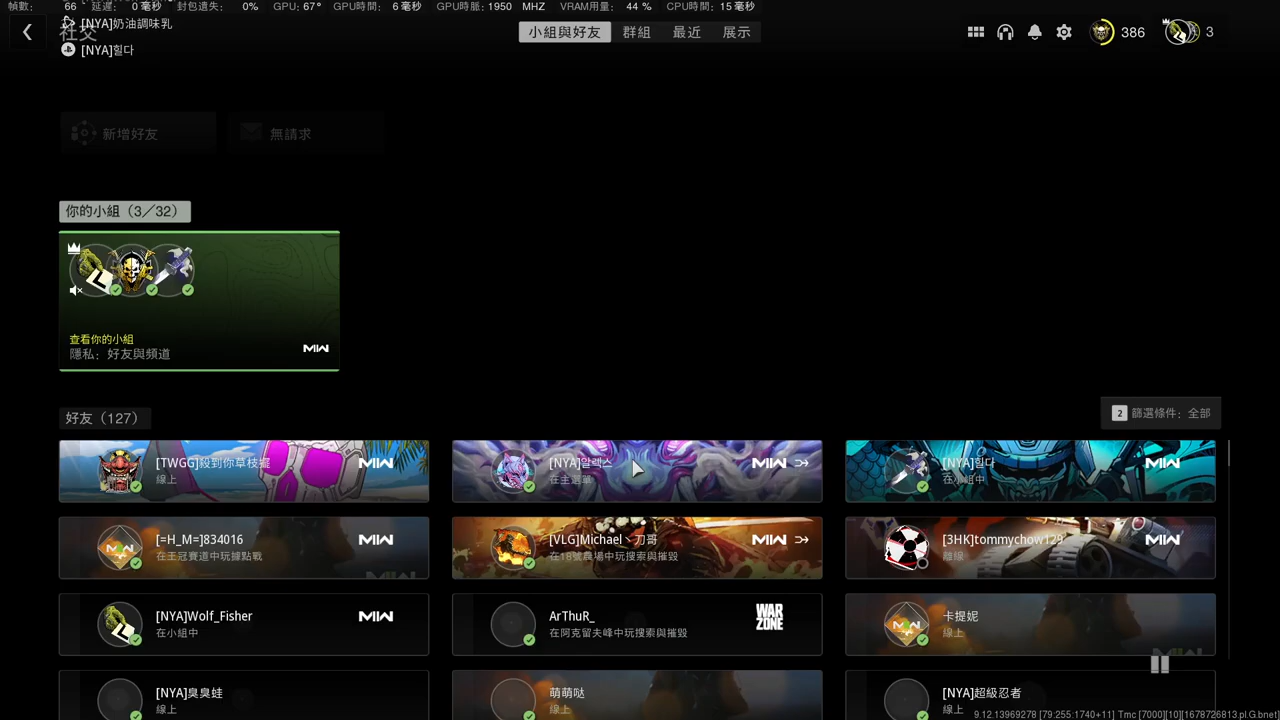 幀數： 66 延遲： 0 毫秒 封包遺失： 0% GPU: 67° GPU時間： 6 毫秒 GPU時脈：1950 MHZ VRAM用量： 44 % CPU時間：15 毫秒
[NYA]奶油調味乳
社交
[NYA]힐다
小組與好友 群組 最近 展示
386 3
新增好友 無請求
你的小組（3／32）
查看你的小組
隱私：好友與頻道
MW
好友（127）
2 篩選條件：全部
[TWGG]殺到你草枝擺 MW
線上
[NYA]알렉스 MW
在主選單
[NYA]힐다 MW
在小組中
[=H_M=]834016 MW
在王冠賽道中玩據點戰
[VLG]Michael丶刀哥 MW
在18號農場中玩搜索與摧毀
[3HK]tommychow129 MW
離線
[NYA]Wolf_Fisher MW
在小組中
ArThuR_ WAR ZONE
在阿克留夫峰中玩搜索與摧毀
卡提妮
線上
[NYA]臭臭蛙
線上
萌萌哒
線上
[NYA]超級忍者
線上
9.12.13969278 [79:255:1740+11] Tmc [7000][10][1678726813.pl.G.bnet]